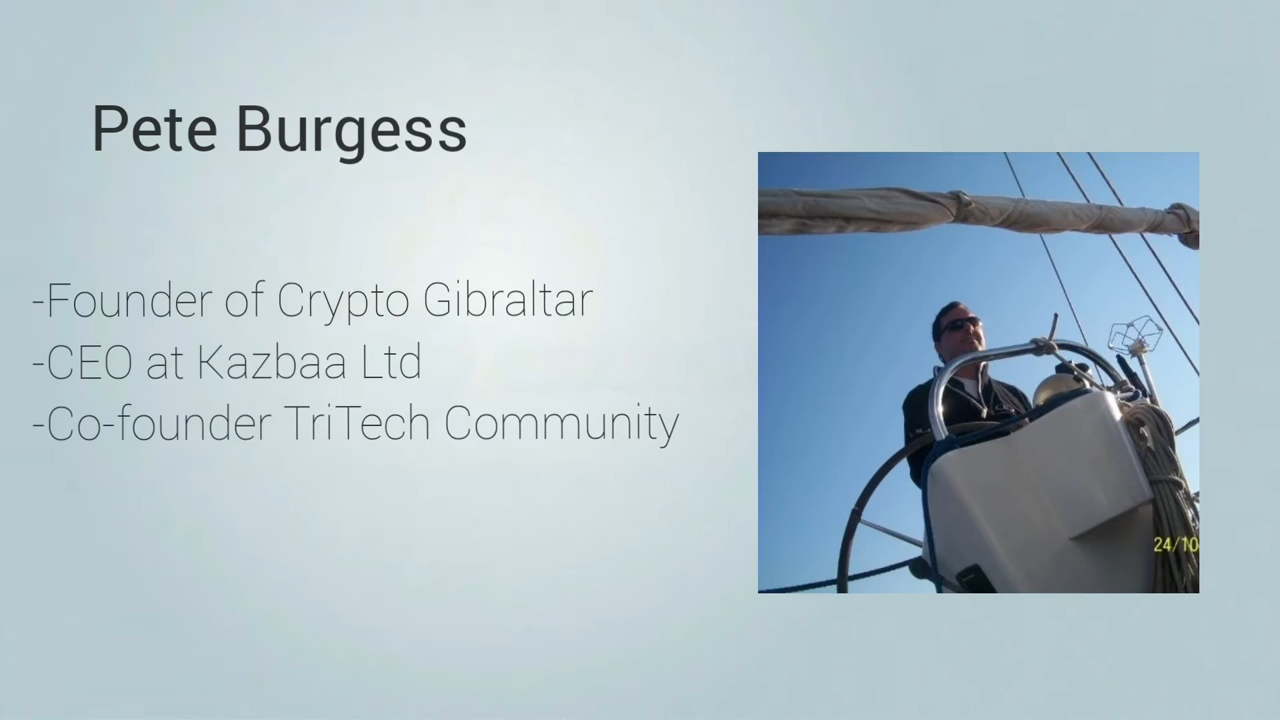 Pete Burgess
-Founder of Crypto Gibraltar
-CEO at Kazbaa Ltd
-Co-founder TriTech Community
24/10